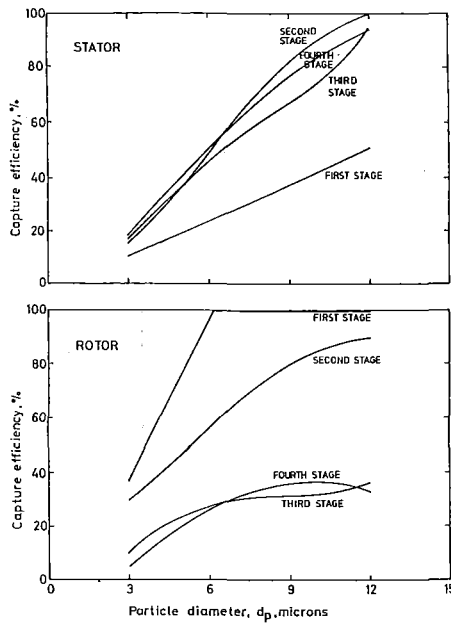 STATOR
Capture efficiency, %
100
80
60
40
20
0
SECOND
STAGE
FOURTH
STAGE
THIRD
STAGE
FIRST STAGE
ROTOR
Capture efficiency, %
100
80
60
40
20
0
FIRST STAGE
SECOND STAGE
FOURTH STAGE
THIRD STAGE
0
3
6
9
12
15
Particle diameter, dp, microns